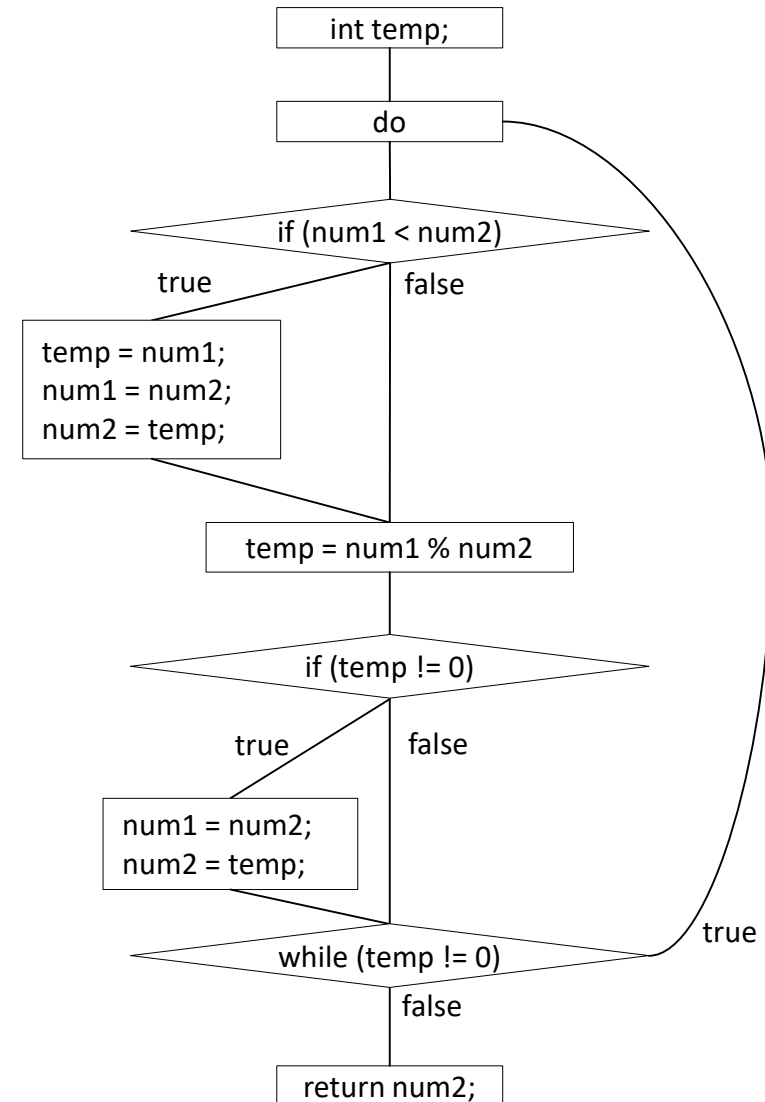 int temp;
do
if (num1 < num2)
true
false
temp = num1;
num1 = num2;
num2 = temp;
temp = num1 % num2
if (temp != 0)
true
false
num1 = num2;
num2 = temp;
while (temp != 0)
true
false
return num2;